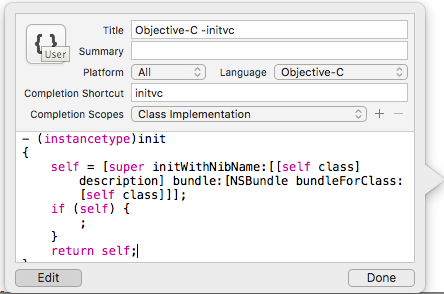 { }
User
Title Objective-C -initvc
Summary
Platform All Language Objective-C
Completion Shortcut initvc
Completion Scopes Class Implementation + −
- (instancetype)init
{
self = [super initWithNibName:[[self class]
description] bundle:[NSBundle bundleForClass:
[self class]]];
if (self) {
;
}
return self;
Edit Done